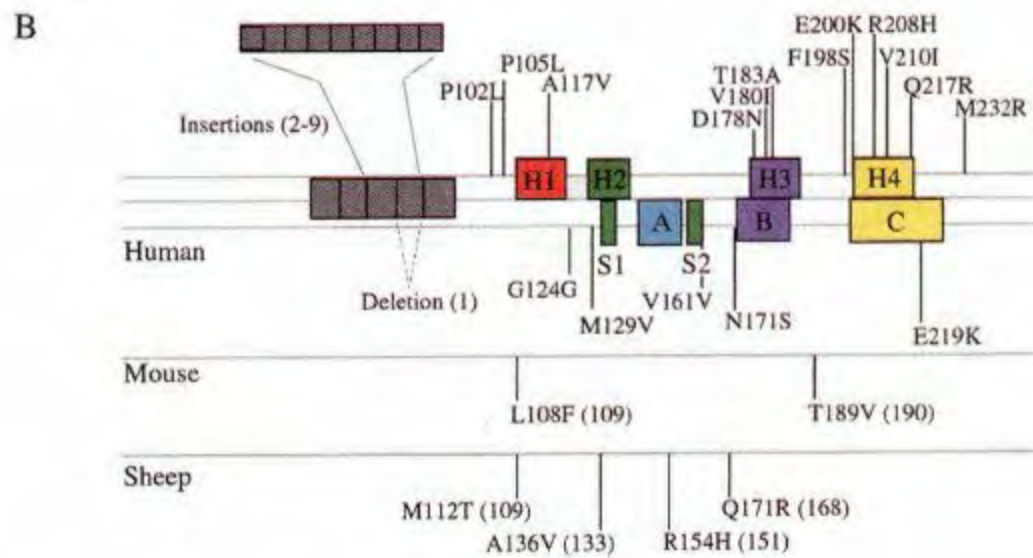 B
E200K R208H
P105L
F198S V210I
P102L A117V
T183A
V180I
Q217R
D178N
M232R
Insertions (2-9)
H1 H2 H3 H4
A B C
Human
S1 S2
G124G
Deletion (1)
V161V
M129V
N171S
E219K
Mouse
L108F (109) T189V (190)
Sheep
M112T (109) Q171R (168)
A136V (133) R154H (151)